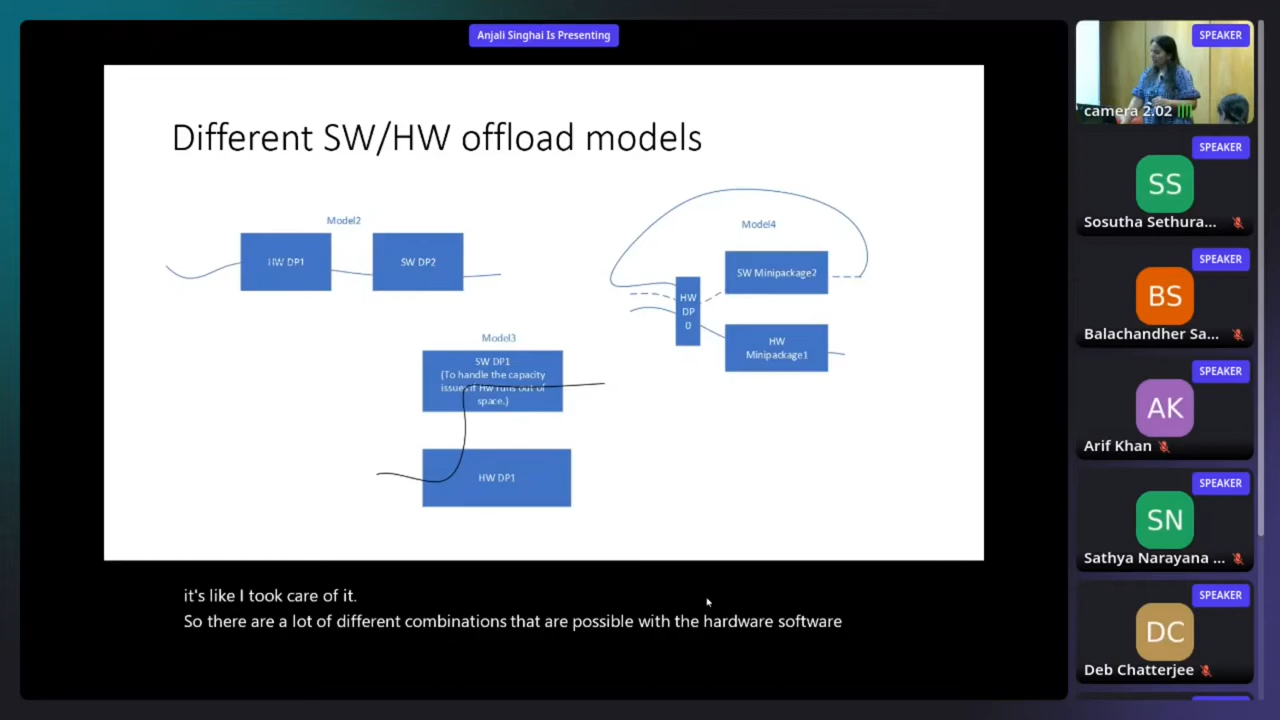 Anjali Singhai Is Presenting
Different SW/HW offload models
Model2
HW DP1
SW DP2
Model3
SW DP1
(To handle the capacity
issues if HW runs out of
space.)
HW DP1
Model4
SW Minipackage2
HW
DP
0
HW
Minipackage1
it's like I took care of it.
So there are a lot of different combinations that are possible with the hardware software
SPEAKER
camera 2.02
SPEAKER
SS
Sosutha Sethura...
SPEAKER
BS
Balachandher Sa...
SPEAKER
AK
Arif Khan
SPEAKER
SN
Sathya Narayana ...
SPEAKER
DC
Deb Chatterjee